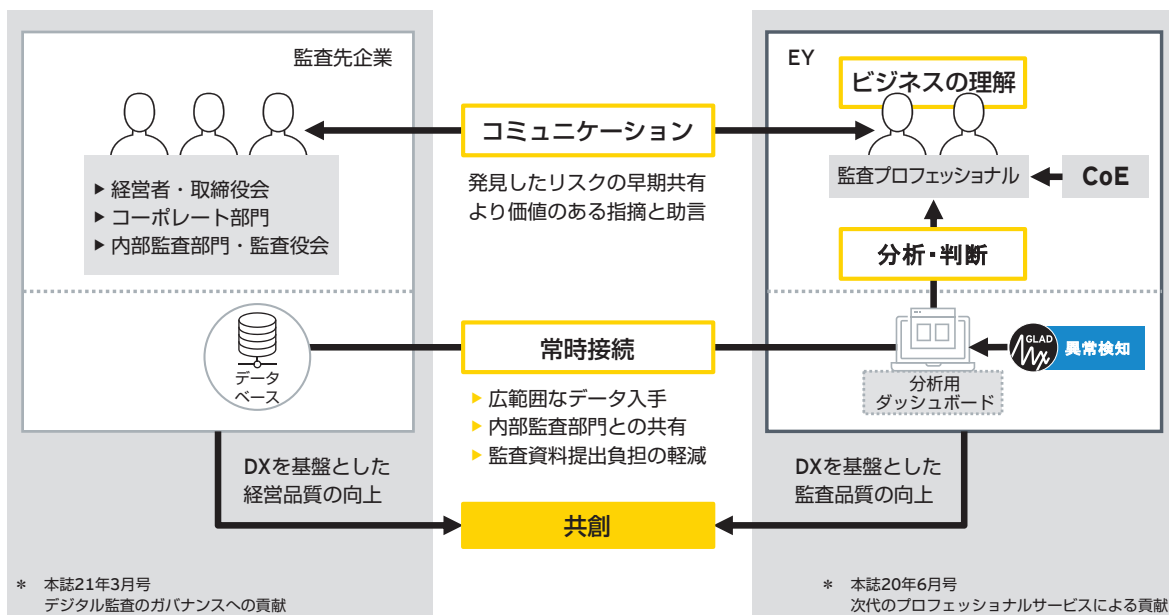 監査先企業
▶ 経営者・取締役会
▶ コーポレート部門
▶ 内部監査部門・監査役会
データ
ベース
コミュニケーション
発見したリスクの早期共有
より価値のある指摘と助言
常時接続
▶ 広範囲なデータ入手
▶ 内部監査部門との共有
▶ 監査資料提出負担の軽減
EY
ビジネスの理解
監査プロフェッショナル
CoE
分析・判断
GLAD
異常検知
分析用
ダッシュボード
DXを基盤とした
経営品質の向上
共創
DXを基盤とした
監査品質の向上
＊ 本誌21年3月号
デジタル監査のガバナンスへの貢献
＊ 本誌20年6月号
次代のプロフェッショナルサービスによる貢献